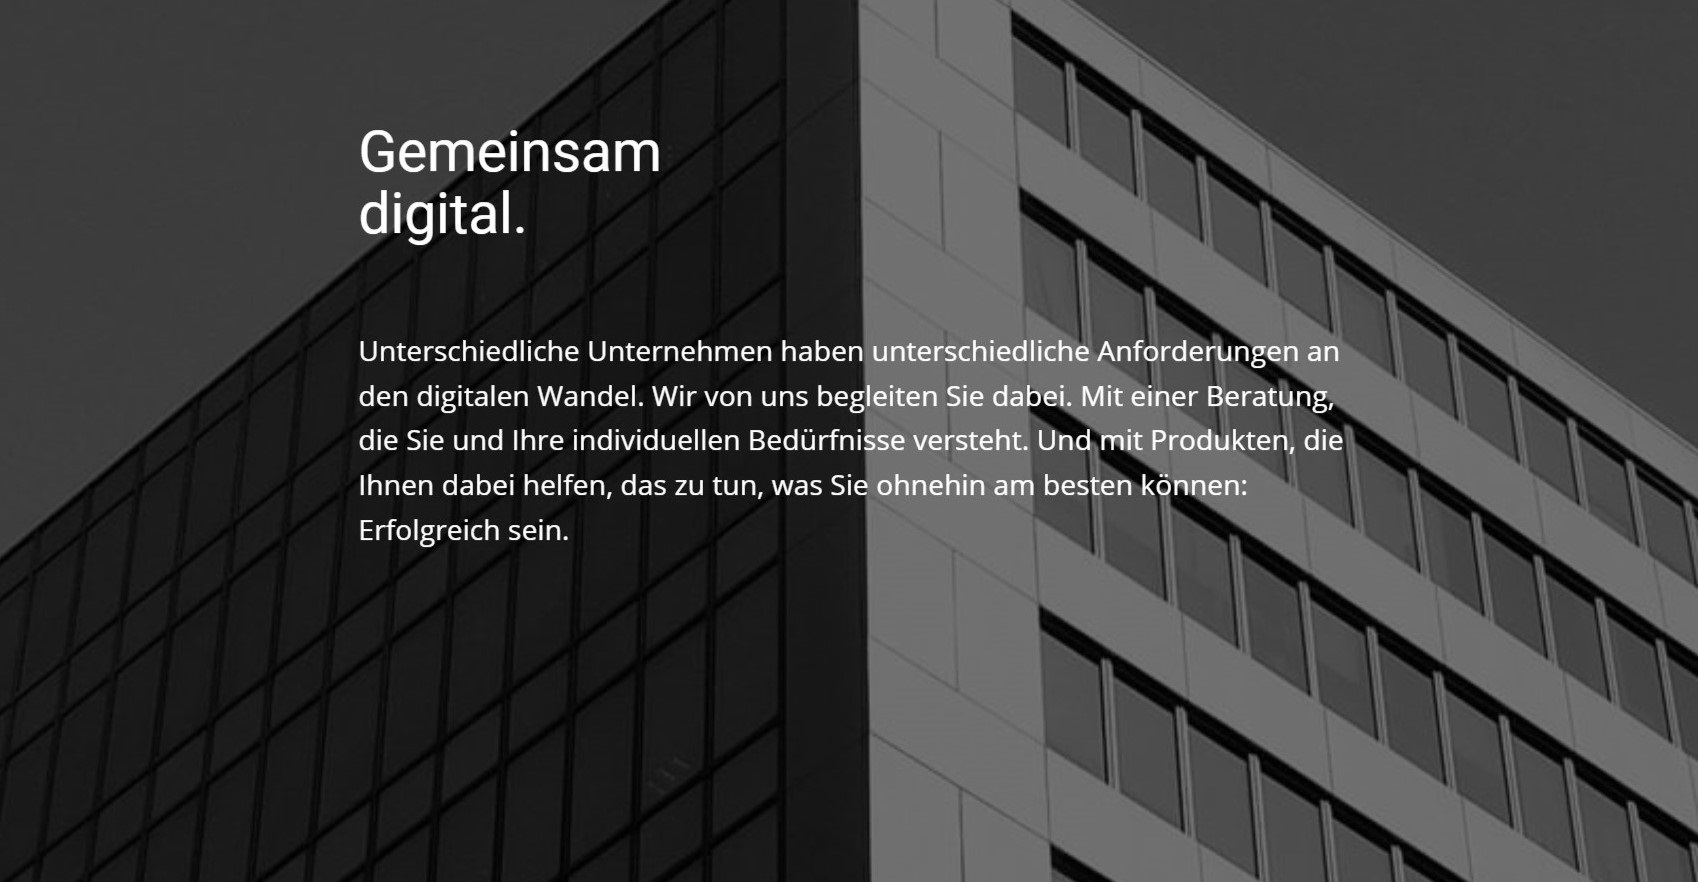 Gemeinsam
digital.
Unterschiedliche Unternehmen haben unterschiedliche Anforderungen an
den digitalen Wandel. Wir von uns begleiten Sie dabei. Mit einer Beratung,
die Sie und Ihre individuellen Bedürfnisse versteht. Und mit Produkten, die
Ihnen dabei helfen, das zu tun, was Sie ohnehin am besten können:
Erfolgreich sein.